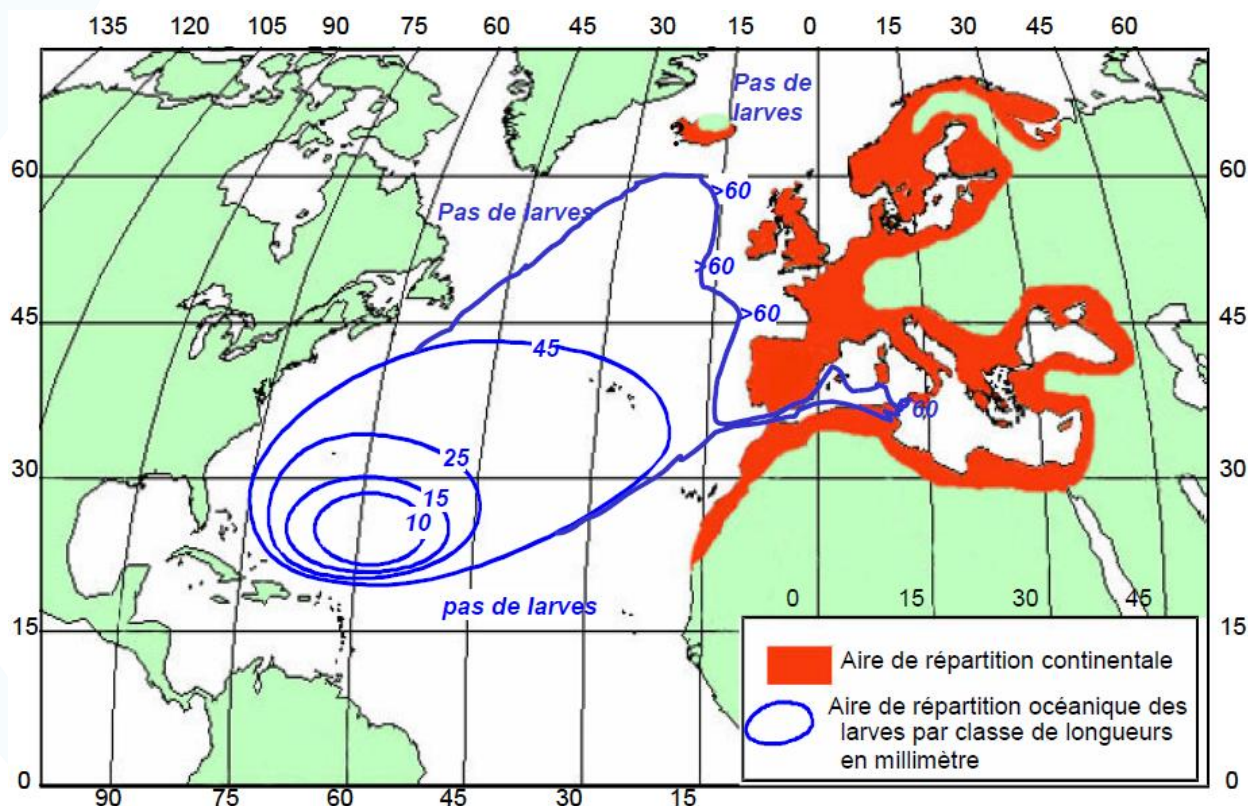 135 120 105 90 75 60 45 30 15 0 15 30 45 60
Pas de
larves
60 60
>60
Pas de larves
>60
>60
45 45
45
60
25
30 30
15
10
pas de larves
0 15 30 45
15 15
Aire de répartition continentale
Aire de répartition océanique des
larves par classe de longueurs
en millimètre
0 0
90 75 60 45 30 15